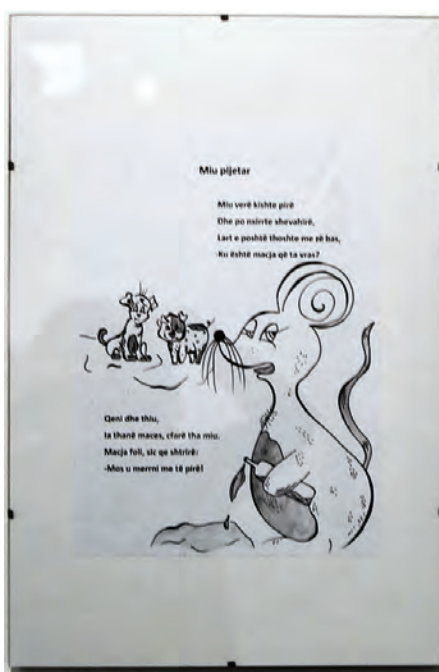 Miu pijetar
Miu verë kishte pirë
Dhe po nxirrte shevahirë,
Lart e poshtë thoshte me zë bas,
-Ku është macja që ta vras?
Qeni dhe thiu,
Ia thanë maces, cfarë tha miu.
Macja foli, sic qe shtrirë:
-Mos u merrni me të pirë!